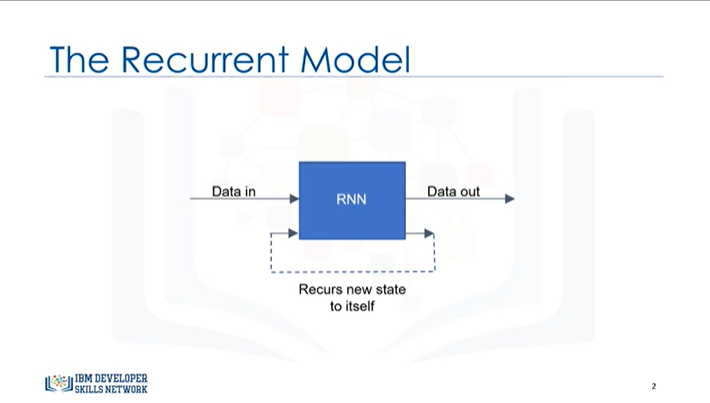 The Recurrent Model
Data in
RNN
Data out
Recurs new state
to itself
IBM DEVELOPER
SKILLS NETWORK
2